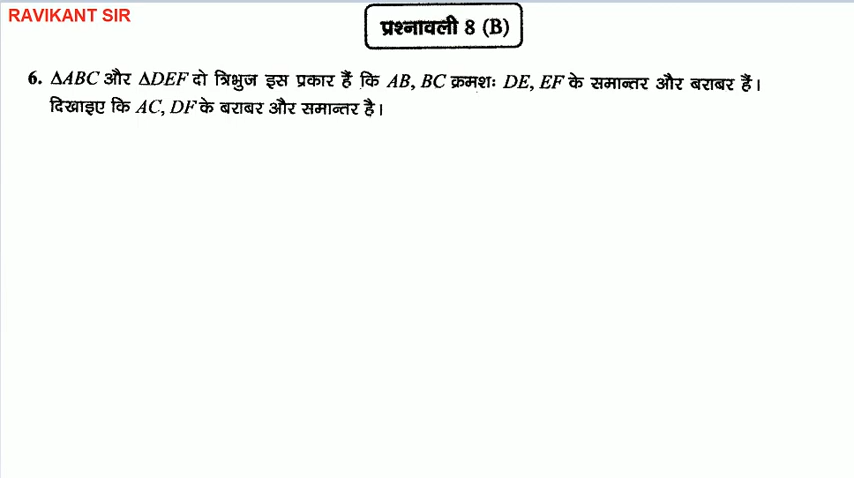 RAVIKANT SIR
प्रश्नावली 8 (B)
6. ΔABC और ΔDEF दो त्रिभुज इस प्रकार हैं कि AB, BC क्रमशः DE, EF के समान्तर और बराबर हैं।
दिखाइए कि AC, DF के बराबर और समान्तर है।